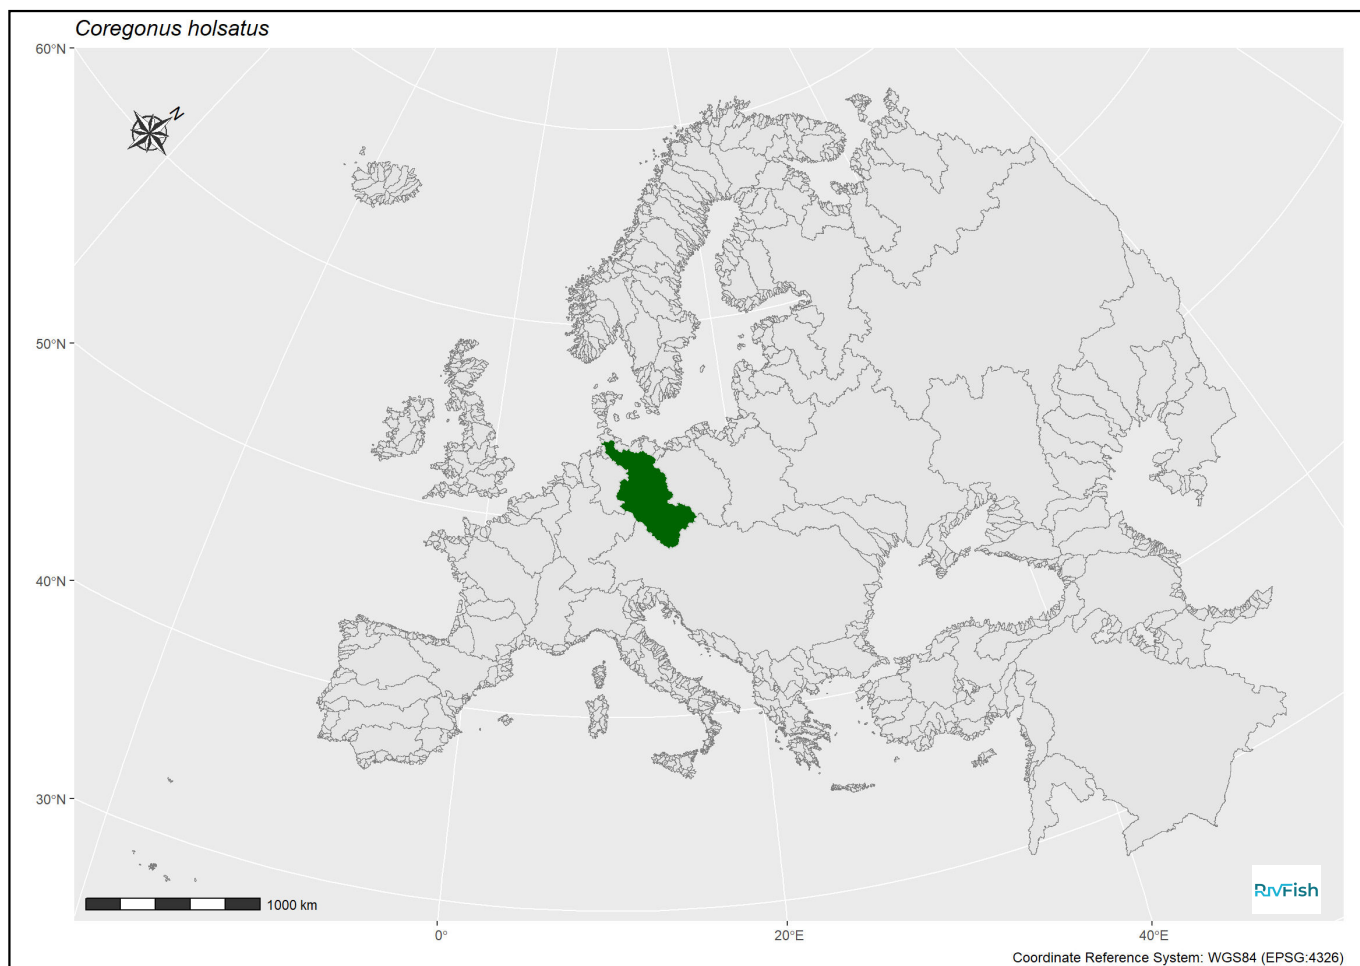 Coregonus holsatus
60°N
N
50°N
40°N
30°N
1000 km
RIVFISH
0°
20°E
40°E
Coordinate Reference System: WGS84 (EPSG:4326)